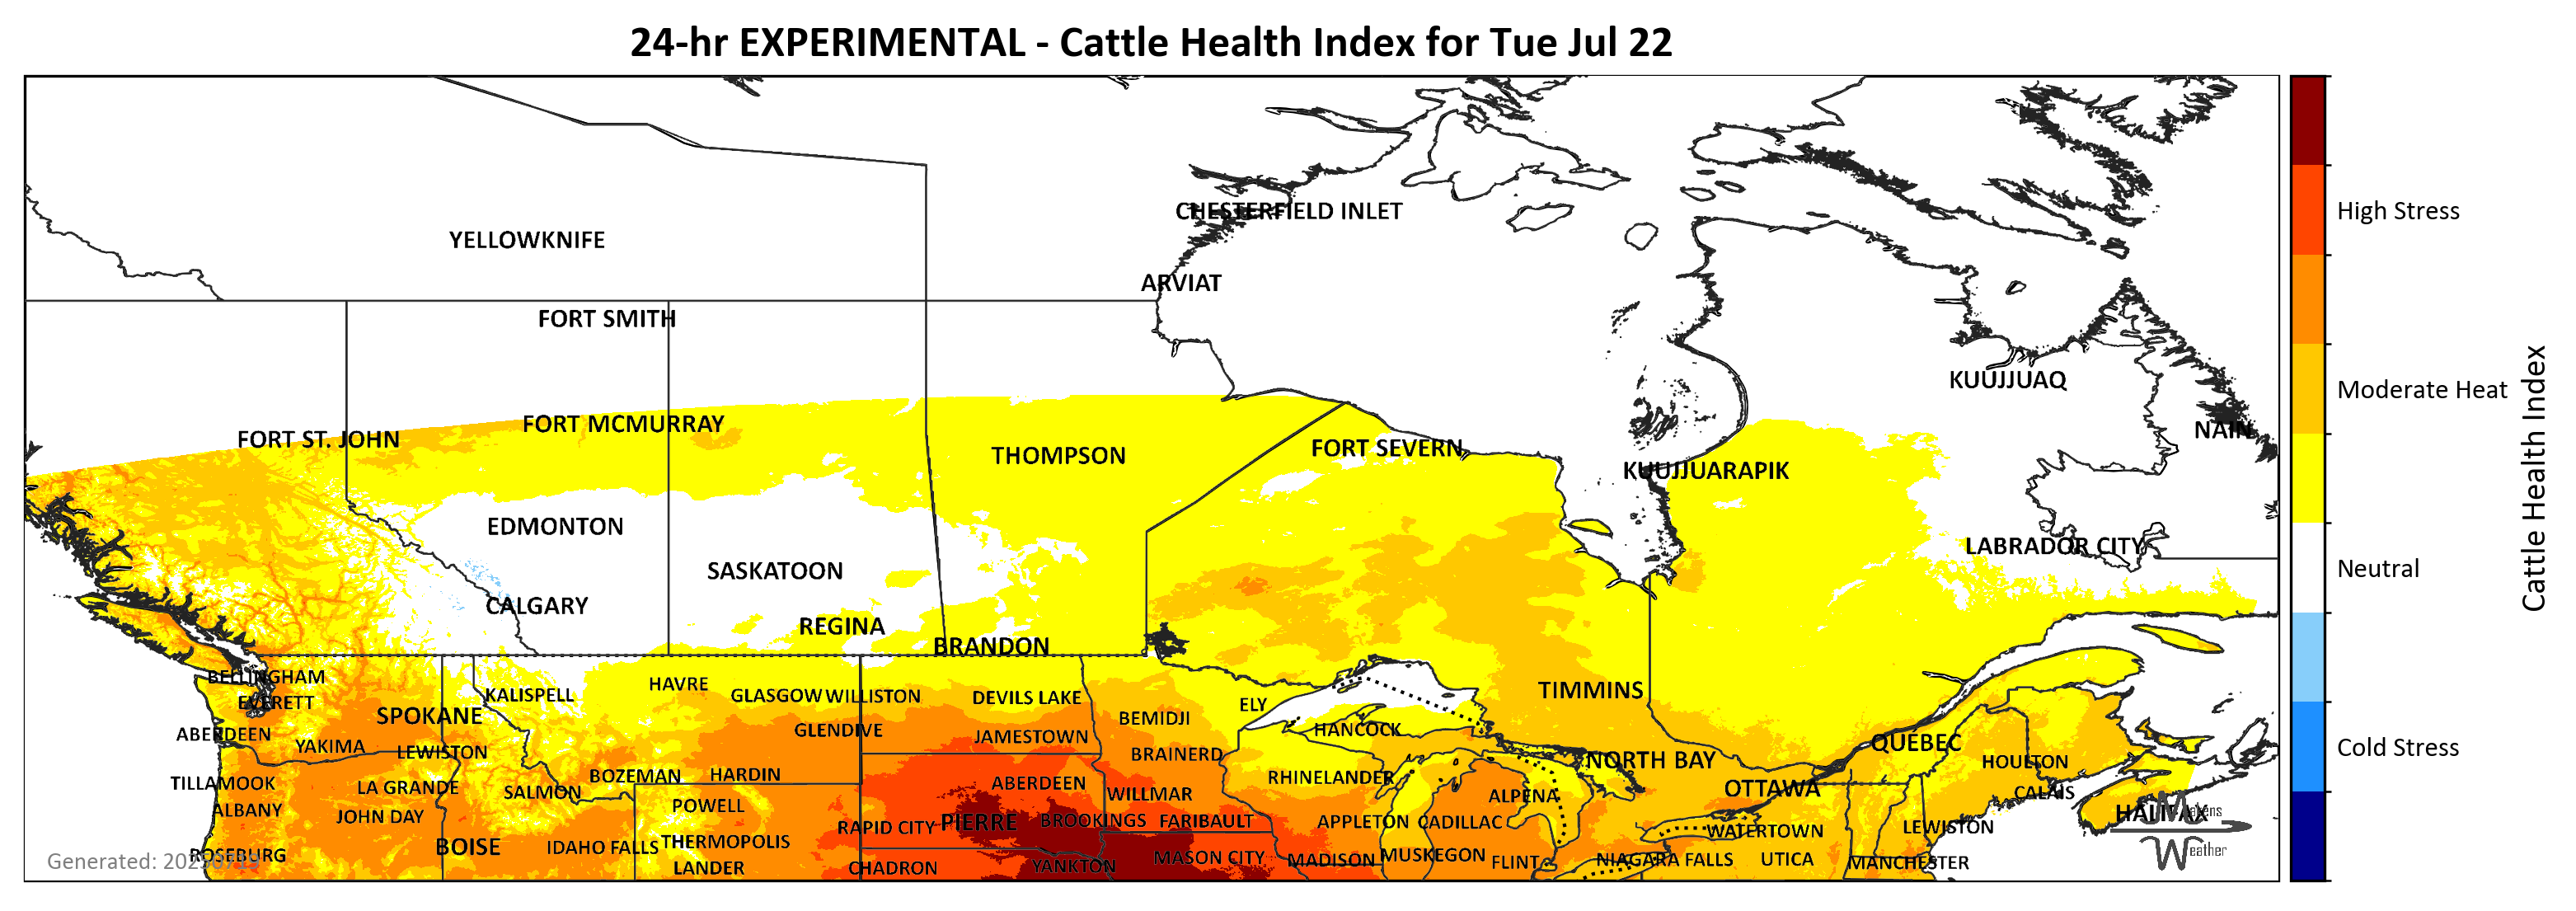 24-hr EXPERIMENTAL - Cattle Health Index for Tue Jul 22
YELLOWKNIFE
CHESTERFIELD INLET
ARVIAT
FORT SMITH
KUUJJUAQ
FORT MCMURRAY
NAIN
FORT ST. JOHN
THOMPSON
FORT SEVERN
KUUJJUARAPIK
EDMONTON
LABRADOR CITY
SASKATOON
CALGARY
REGINA
BRANDON
BELLINGHAM
KALISPELL
HAVRE
GLASGOW
WILLISTON
DEVILS LAKE
TIMMINS
EVERETT
ELY
SPOKANE
BEMIDJI
ABERDEEN
GLENDIVE
JAMESTOWN
HANCOCK
QUEBEC
YAKIMA
LEWISTON
BRAINERD
NORTH BAY
HOULTON
TILLAMOOK
LA GRANDE
BOZEMAN
HARDIN
ABERDEEN
RHINELANDER
OTTAWA
SALMON
WILLMAR
ALPENA
CALAIS
ALBANY
JOHN DAY
POWELL
HALIFAX
RAPID CITY
PIERRE
BROOKINGS
FARIBAULT
APPLETON
CADILLAC
WATERTOWN
LEWISTON
BOISE
IDAHO FALLS
THERMOPOLIS
ROSEBURG
MASON CITY
MADISON
MUSKEGON
FLINT
NIAGARA FALLS
UTICA
MANCHESTER
LANDER
CHADRON
YANKTON
Generated:
Makens
Weather
High Stress
Moderate Heat
Neutral
Cold Stress
Cattle Health Index